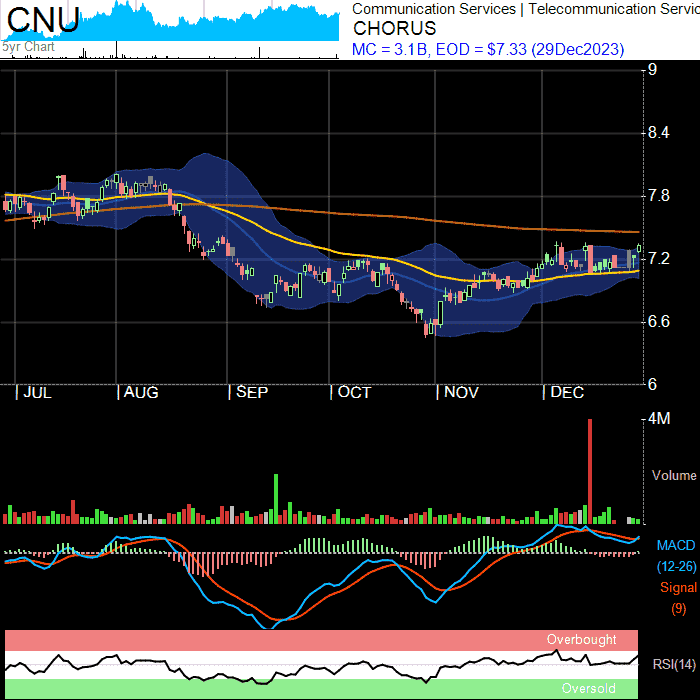 CNU
5yr Chart
Communication Services | Telecommunication Servic
CHORUS
MC = 3.1B, EOD = $7.33 (29Dec2023)
9
8.4
7.8
7.2
6.6
6
| JUL | AUG | SEP | OCT | NOV | DEC
4M
Volume
MACD
(12-26)
Signal
(9)
Overbought
RSI(14)
Oversold